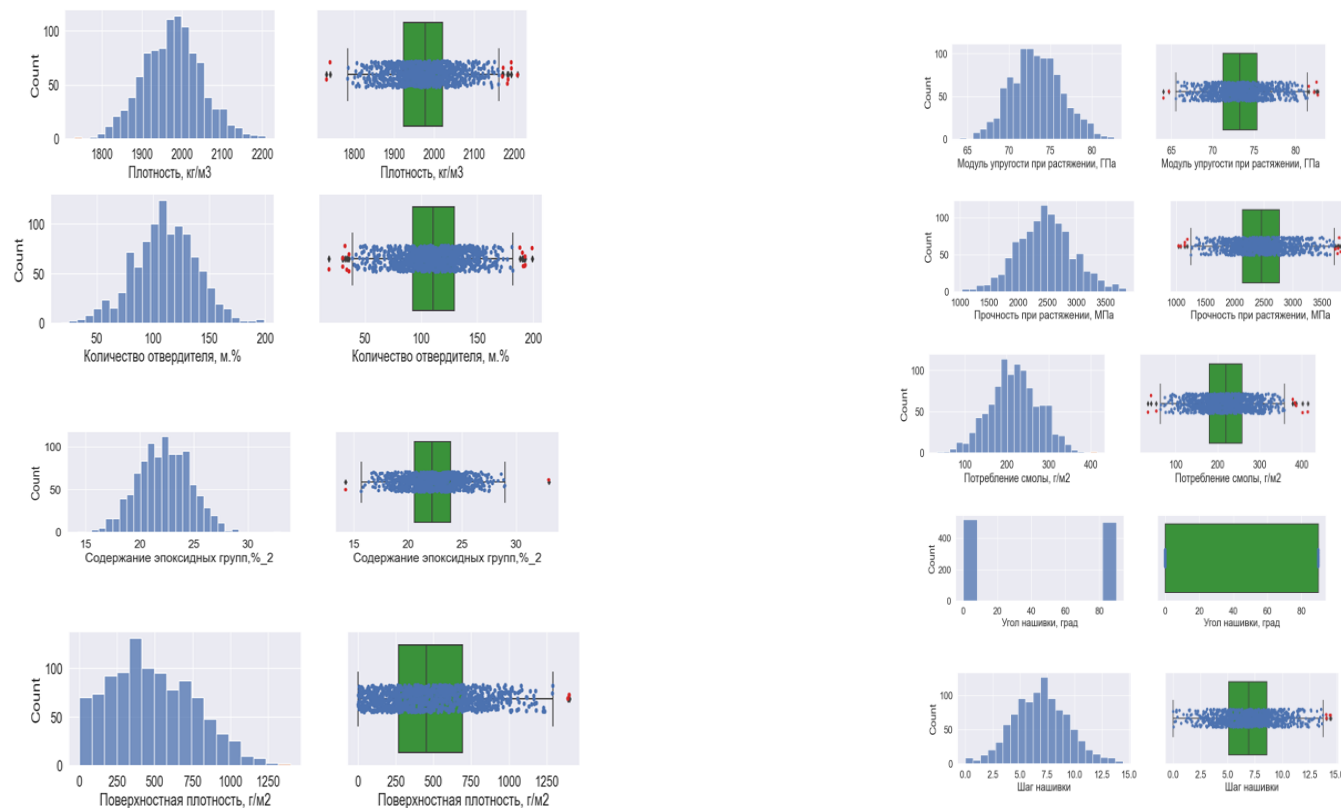 Count
100
50
0
1800 1900 2000 2100 2200
Плотность, кг/м3
1800 1900 2000 2100 2200
Плотность, кг/м3
Count
100
50
0
50 100 150 200
Количество отвердителя, м.%
50 100 150 200
Количество отвердителя, м.%
Count
100
50
0
15 20 25 30
Содержание эпоксидных групп,%_2
15 20 25 30
Содержание эпоксидных групп,%_2
Count
100
50
0
0 250 500 750 1000 1250
Поверхностная плотность, г/м2
0 250 500 750 1000 1250
Поверхностная плотность, г/м2
Count
100
50
0
65 70 75 80
Модуль упругости при растяжении, ГПа
65 70 75 80
Модуль упругости при растяжении, ГПа
Count
100
50
0
1000 1500 2000 2500 3000 3500
Прочность при растяжении, МПа
1000 1500 2000 2500 3000 3500
Прочность при растяжении, МПа
Count
100
50
0
100 200 300 400
Потребление смолы, г/м2
100 200 300 400
Потребление смолы, г/м2
Count
400
200
0
0 20 40 60 80
Угол нашивки, град
0 20 40 60 80
Угол нашивки, град
Count
100
50
0
0.0 2.5 5.0 7.5 10.0 12.5 15.0
Шаг нашивки
0.0 2.5 5.0 7.5 10.0 12.5 15.0
Шаг нашивки